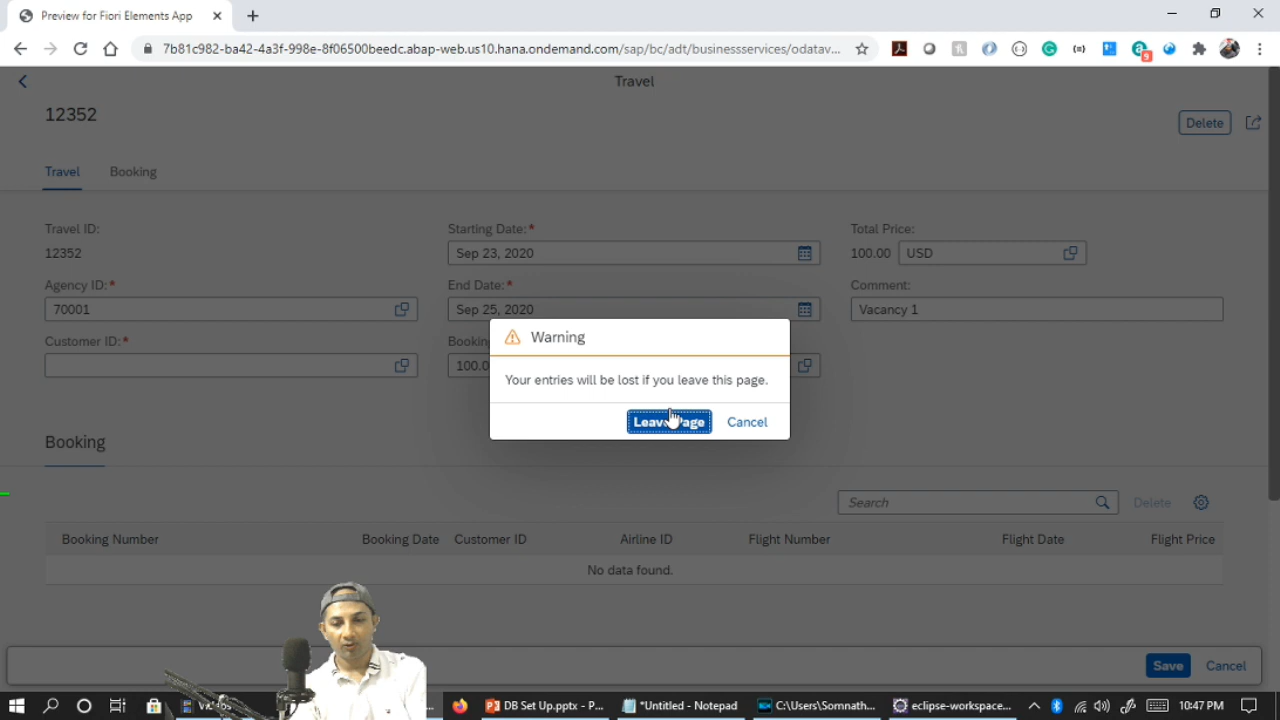 Preview for Fiori Elements App
7b81c982-ba42-4a3f-998e-8f06500beedc.abap-web.us10.hana.ondemand.com/sap/bc/adt/businessservices/odatav...
9
Travel
12352
Delete
Travel Booking
Travel ID: Starting Date:* Total Price:
12352 Sep 23, 2020 100.00 USD
Agency ID:* End Date:* Comment:
70001 Sep 25, 2020 Vacancy 1
Customer ID:*
100.0
Warning
Your entries will be lost if you leave this page.
Leave Page Cancel
Booking
Search Delete
Booking Number Booking Date Customer ID Airline ID Flight Number Flight Date Flight Price
No data found.
Save Cancel
DB Set Up.pptx - P... *Untitled - Notepad C:\Users\Somnath... eclipse-workspace... 10:47 PM